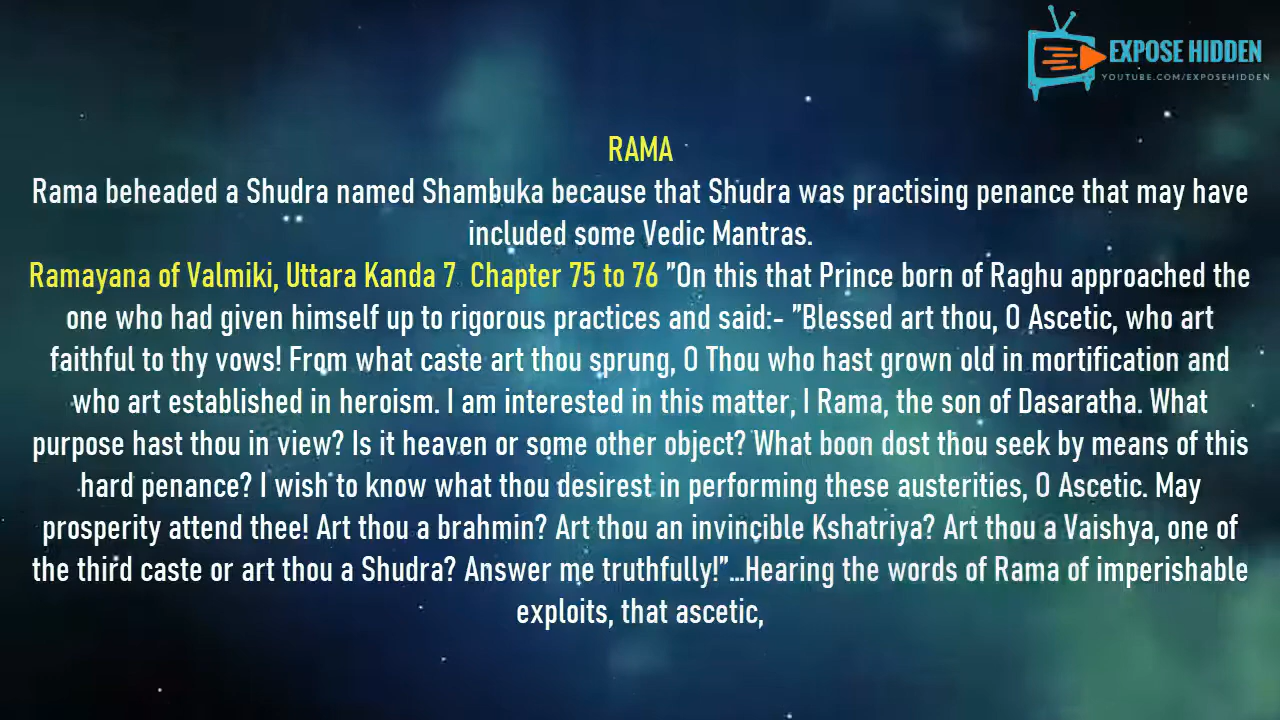 EXPOSE HIDDEN
YOUTUBE.COM/EXPOSEHIDDEN
RAMA
Rama beheaded a Shudra named Shambuka because that Shudra was practising penance that may have
included some Vedic Mantras.
Ramayana of Valmiki, Uttara Kanda 7  Chapter 75 to 76 "On this that Prince born of Raghu approached the
one who had given himself up to rigorous practices and said:- "Blessed art thou, O Ascetic, who art
faithful to thy vows! From what caste art thou sprung, O Thou who hast grown old in mortification and
who art established in heroism. I am interested in this matter, I Rama, the son of Dasaratha. What
purpose hast thou in view? Is it heaven or some other object? What boon dost thou seek by means of this
hard penance? I wish to know what thou desirest in performing these austerities, O Ascetic. May
prosperity attend thee! Art thou a brahmin? Art thou an invincible Kshatriya? Art thou a Vaishya, one of
the third caste or art thou a Shudra? Answer me truthfully!"...Hearing the words of Rama of imperishable
exploits, that ascetic,